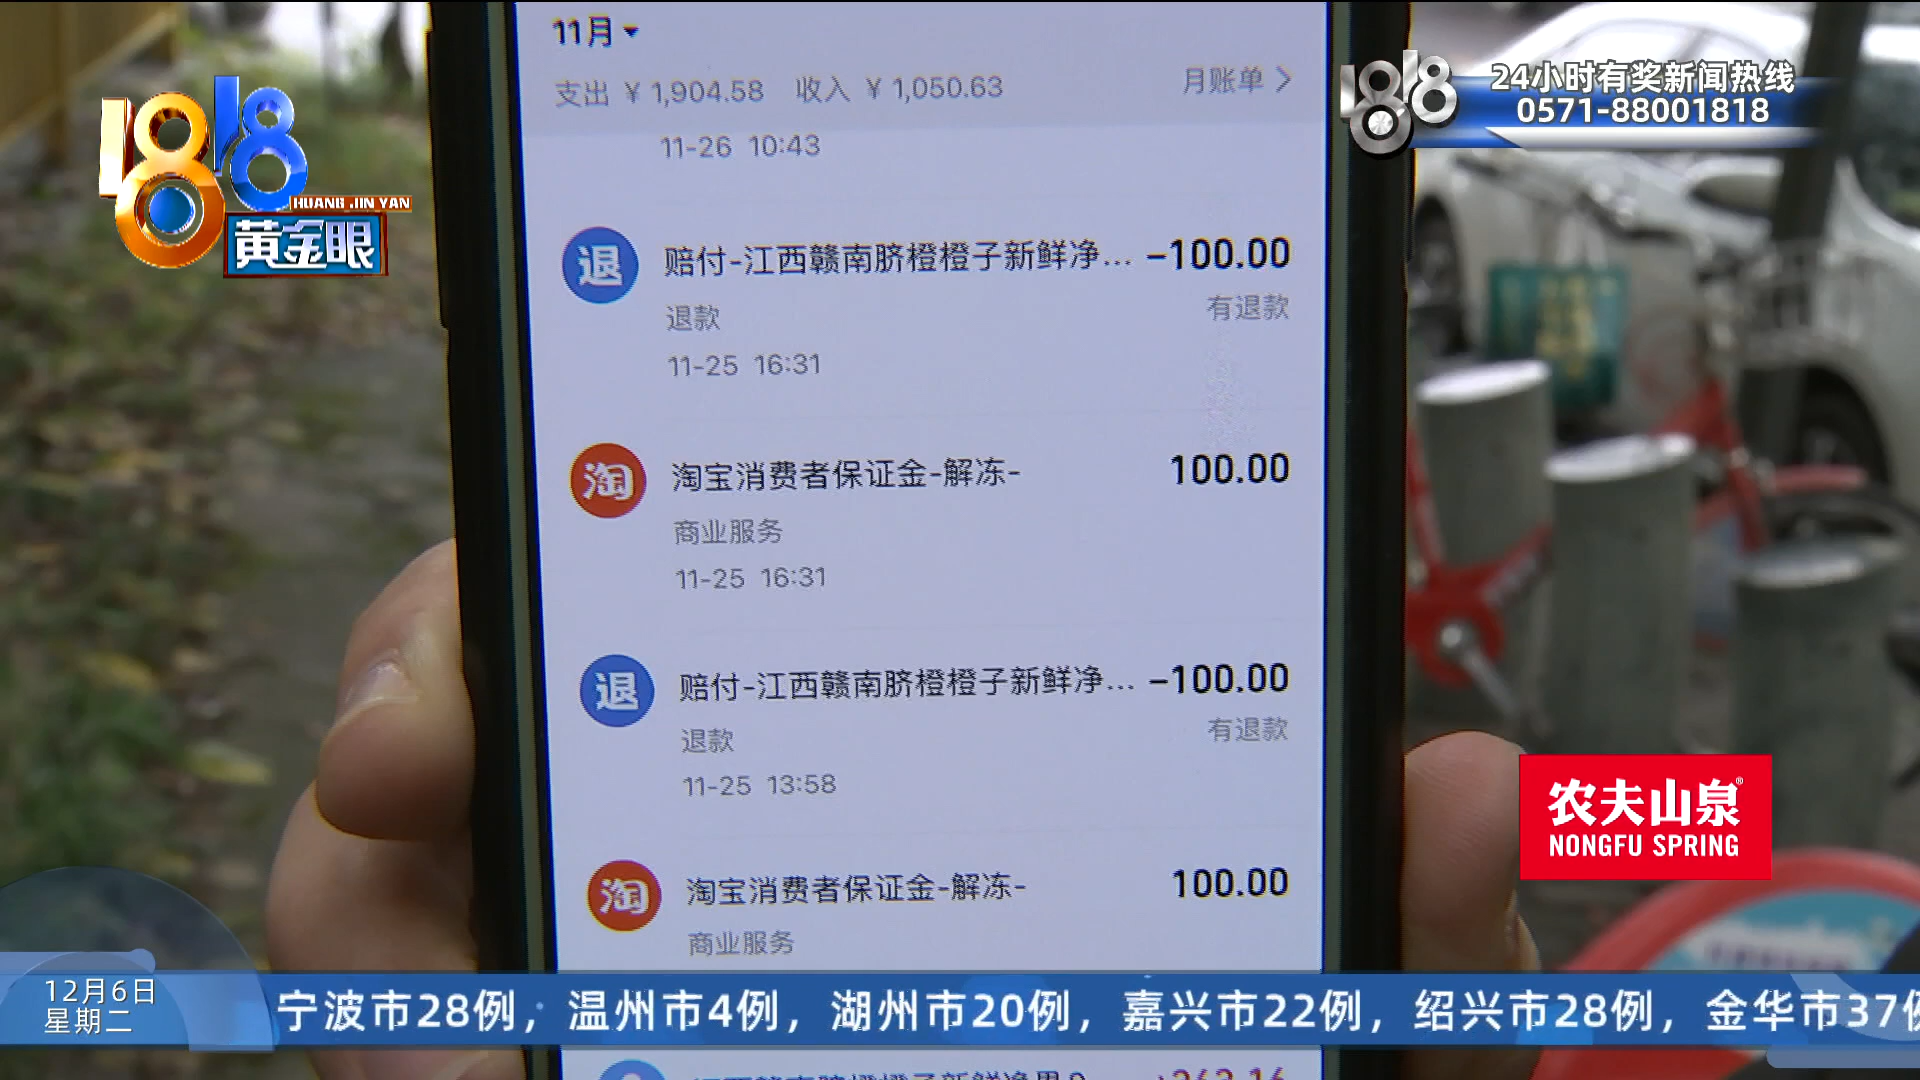 11月
支出 ¥ 1,904.58 收入 ¥ 1,050.63
月账单
11-26 10:43
赔付-江西赣南脐橙橙子新鲜净... -100.00
退
退款
有退款
11-25 16:31
淘
淘宝消费者保证金-解冻- 100.00
商业服务
11-25 16:31
退
赔付-江西赣南脐橙橙子新鲜净... -100.00
退款
有退款
11-25 13:58
淘
淘宝消费者保证金-解冻- 100.00
商业服务
1818
HUANG JIN YAN
黄金眼
1818
24小时有奖新闻热线
0571-88001818
农夫山泉®
NONGFU SPRING
12月6日
星期二
宁波市28例，温州市4例，湖州市20例，嘉兴市22例，绍兴市28例，金华市37例